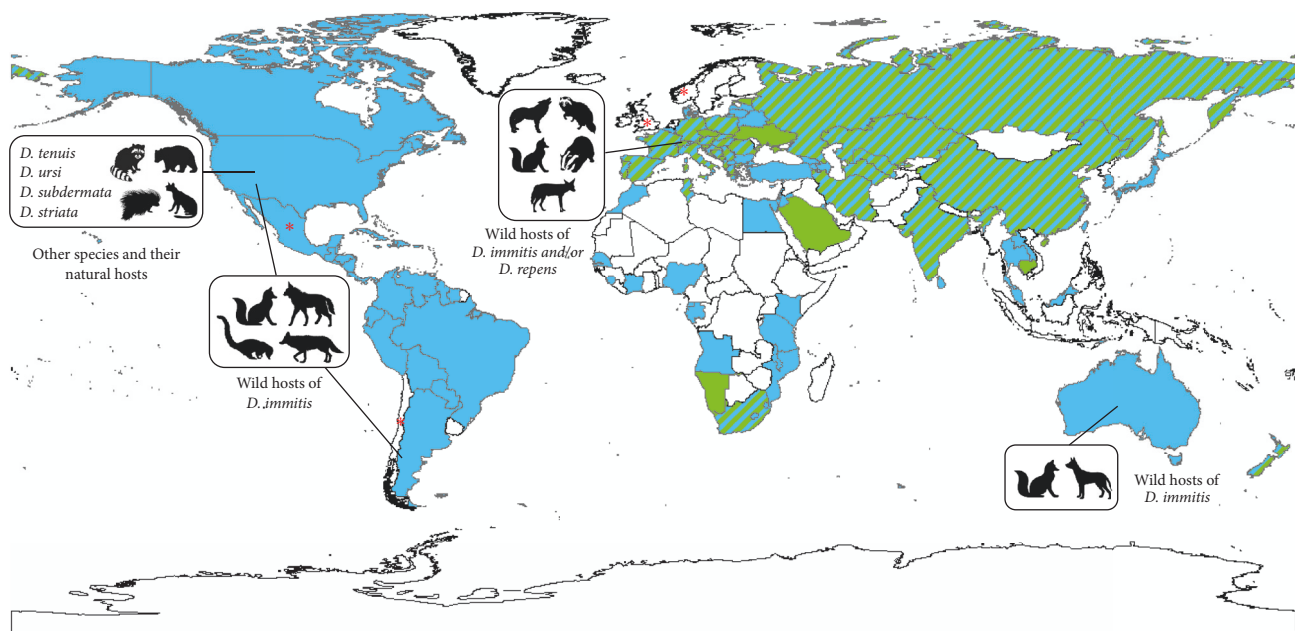 D. tenuis
D. ursi
D. subdermata
D. striata
Other species and their
natural hosts
Wild hosts of
D..immitis
Wild hosts of
D. immitis and/or
D. repens
Wild hosts of
D. immitis
*
*
*
*